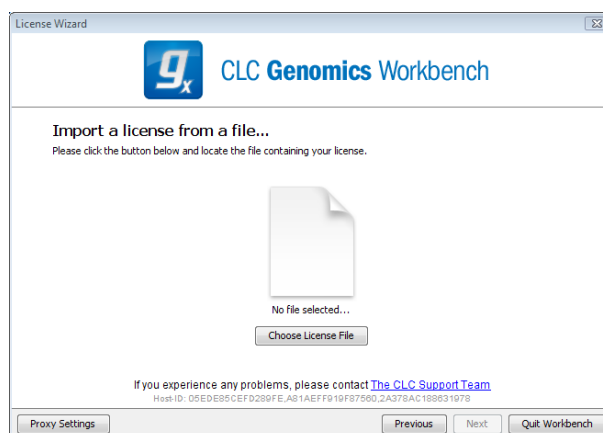 License Wizard
CLC Genomics Workbench
Import a license from a file...
Please click the button below and locate the file containing your license.
No file selected...
Choose License File
If you experience any problems, please contact The CLC Support Team
Host-ID: 05EDE85CEFD289FE,A81AEFF919F87560,2A378AC188631978
Proxy Settings Previous Next Quit Workbench